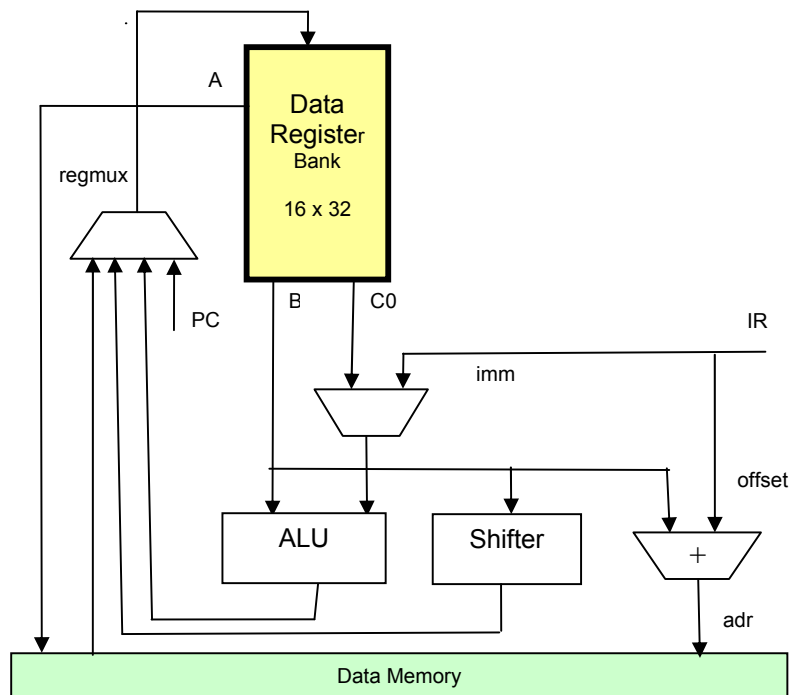 A
Data
Register
Bank
16 x 32
regmux
B
C0
PC
IR
imm
offset
ALU
Shifter
+
adr
Data Memory